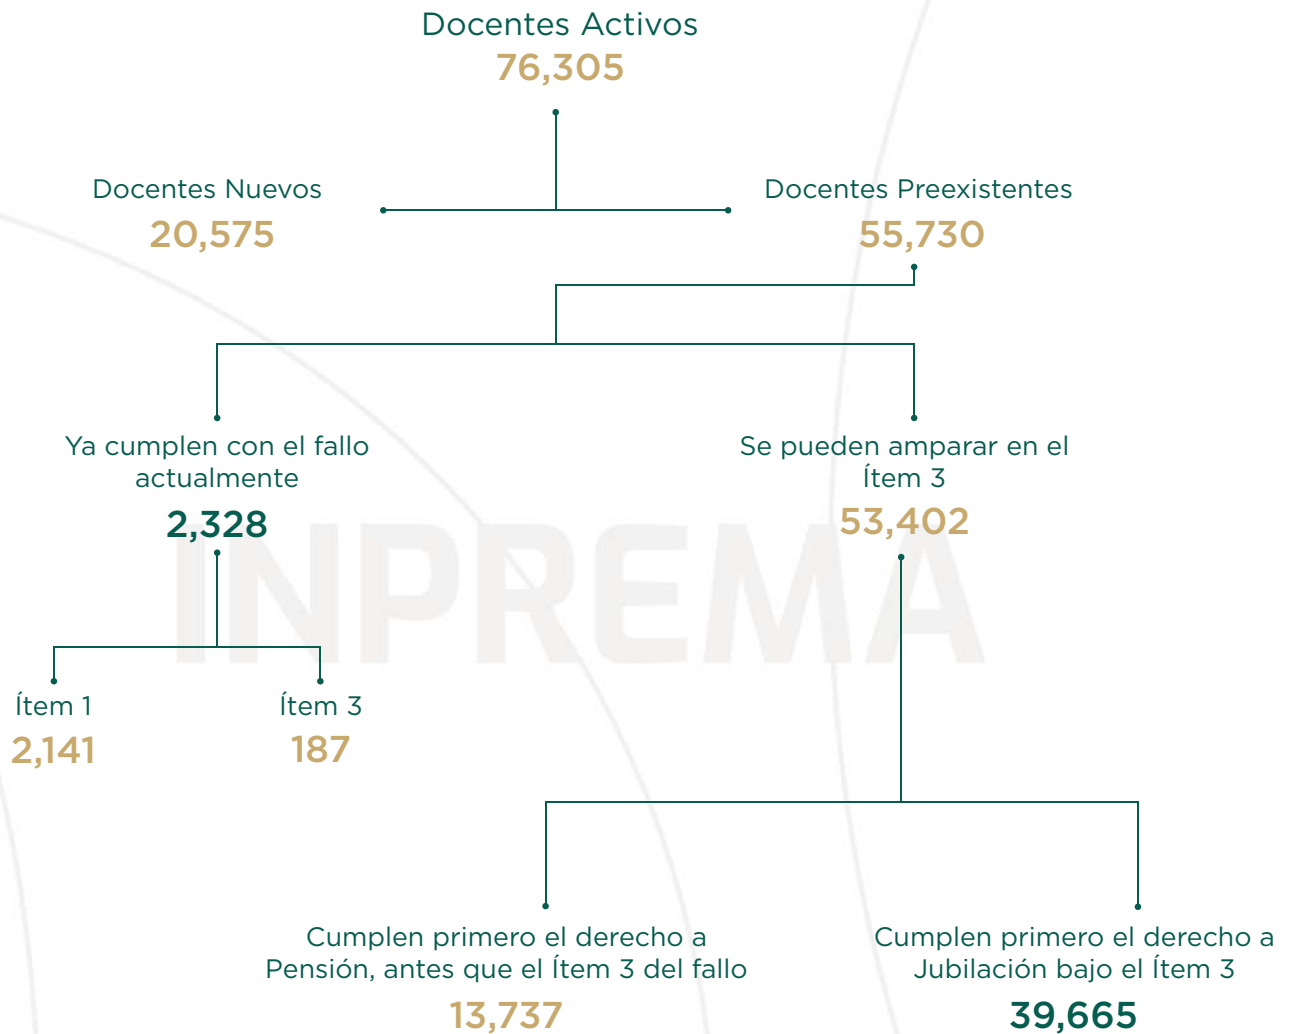 Docentes Activos
76,305
Docentes Nuevos
20,575
Docentes Preexistentes
55,730
Ya cumplen con el fallo
actualmente
2,328
Se pueden amparar en el
Ítem 3
53,402
INPREMA
Ítem 1
2,141
Ítem 3
187
Cumplen primero el derecho a
Pensión, antes que el Ítem 3 del fallo
13,737
Cumplen primero el derecho a
Jubilación bajo el Ítem 3
39,665